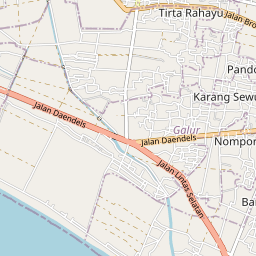 Tirta Rahayu
Jalan Bro
Pando
Karang Sewu
Jalan Daendels
Galur
Jalan Daendels
Nompor
Jalan Lintas Selatan
Ba